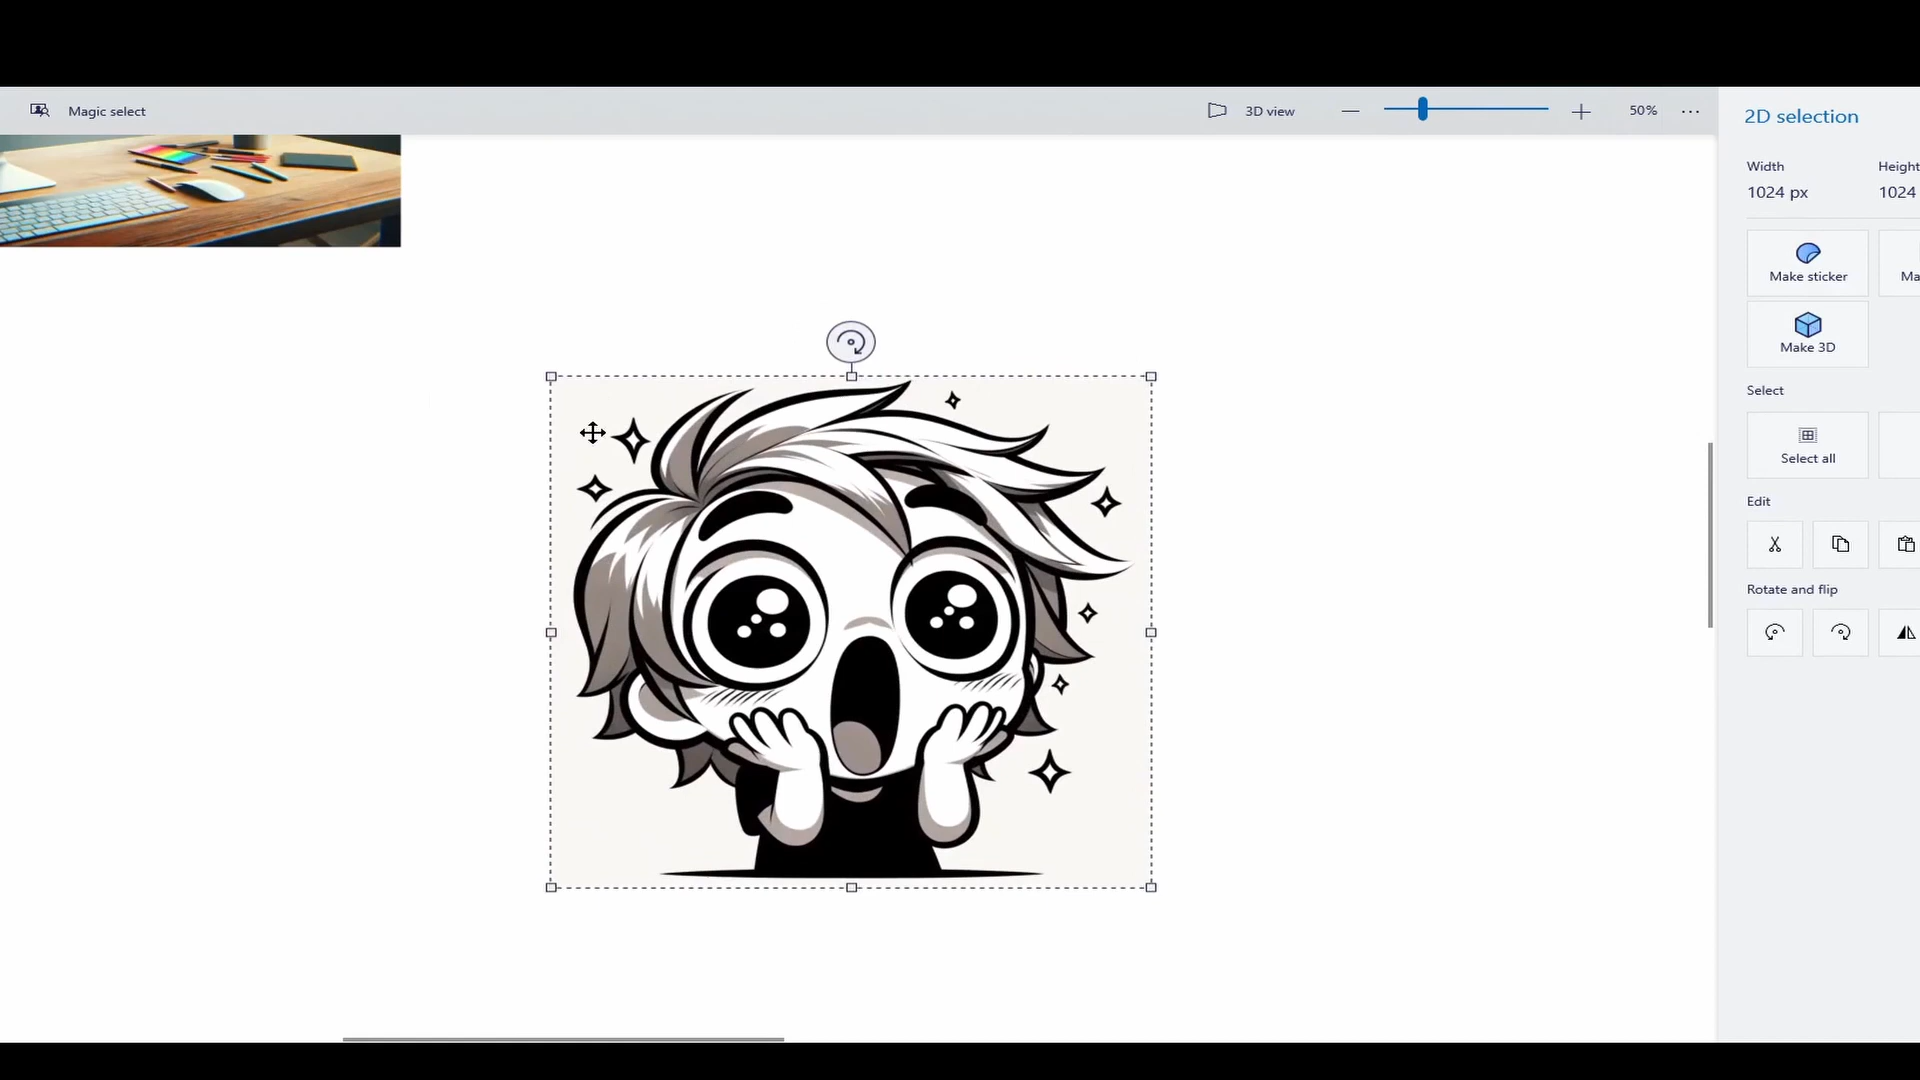 Magic select
3D view
50%
2D selection
Width
Height
1024 px
1024
Make sticker
Ma
Make 3D
Select
Select all
Edit
Rotate and flip